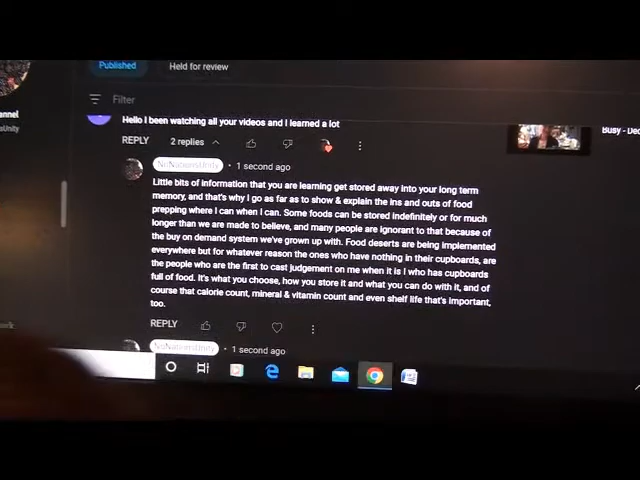 Published
Held for review
Filter
annel
sUnity
Hello I been watching all your videos and I learned a lot
Busy - Dec
REPLY
2 replies
NoNationsUnity • 1 second ago
Little bits of information that you are learning get stored away into your long term
memory, and that's why I go as far as to show & explain the ins and outs of food
prepping where I can when I can. Some foods can be stored indefinitely or for much
longer than we are made to believe, and many people are ignorant to that because of
the buy on demand system we've grown up with. Food deserts are being implemented
everywhere but for whatever reason the ones who have nothing in their cupboards, are
the people who are the first to cast judgement on me when it is I who has cupboards
full of food. It's what you choose, how you store it and what you can do with it, and of
course that calorie count, mineral & vitamin count and even shelf life that's important,
too.
REPLY
NoNationsUnity • 1 second ago